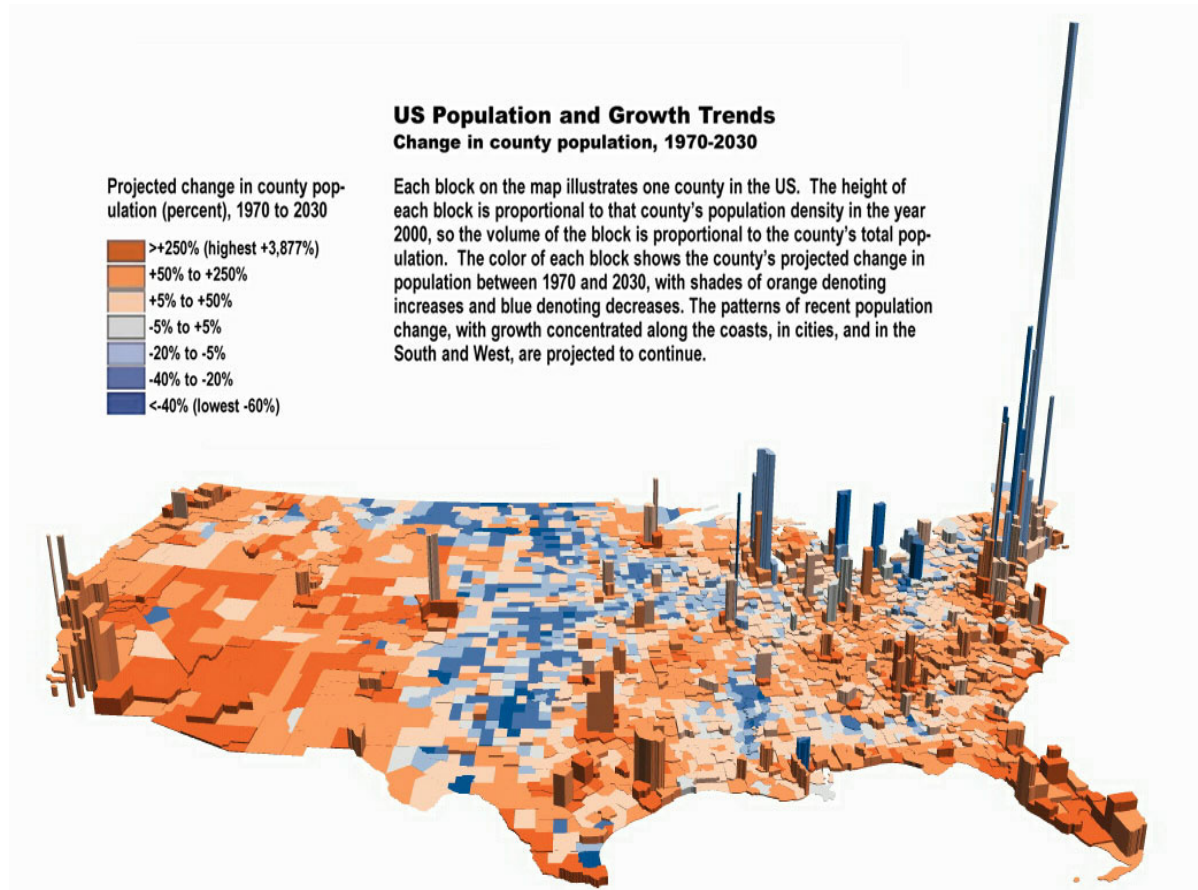 US Population and Growth Trends
Change in county population, 1970-2030
Projected change in county pop-
ulation (percent), 1970 to 2030
>+250% (highest +3,877%)
+50% to +250%
+5% to +50%
-5% to +5%
-20% to -5%
-40% to -20%
<-40% (lowest -60%)
Each block on the map illustrates one county in the US. The height of
each block is proportional to that county's population density in the year
2000, so the volume of the block is proportional to the county's total pop-
ulation. The color of each block shows the county's projected change in
population between 1970 and 2030, with shades of orange denoting
increases and blue denoting decreases. The patterns of recent population
change, with growth concentrated along the coasts, in cities, and in the
South and West, are projected to continue.